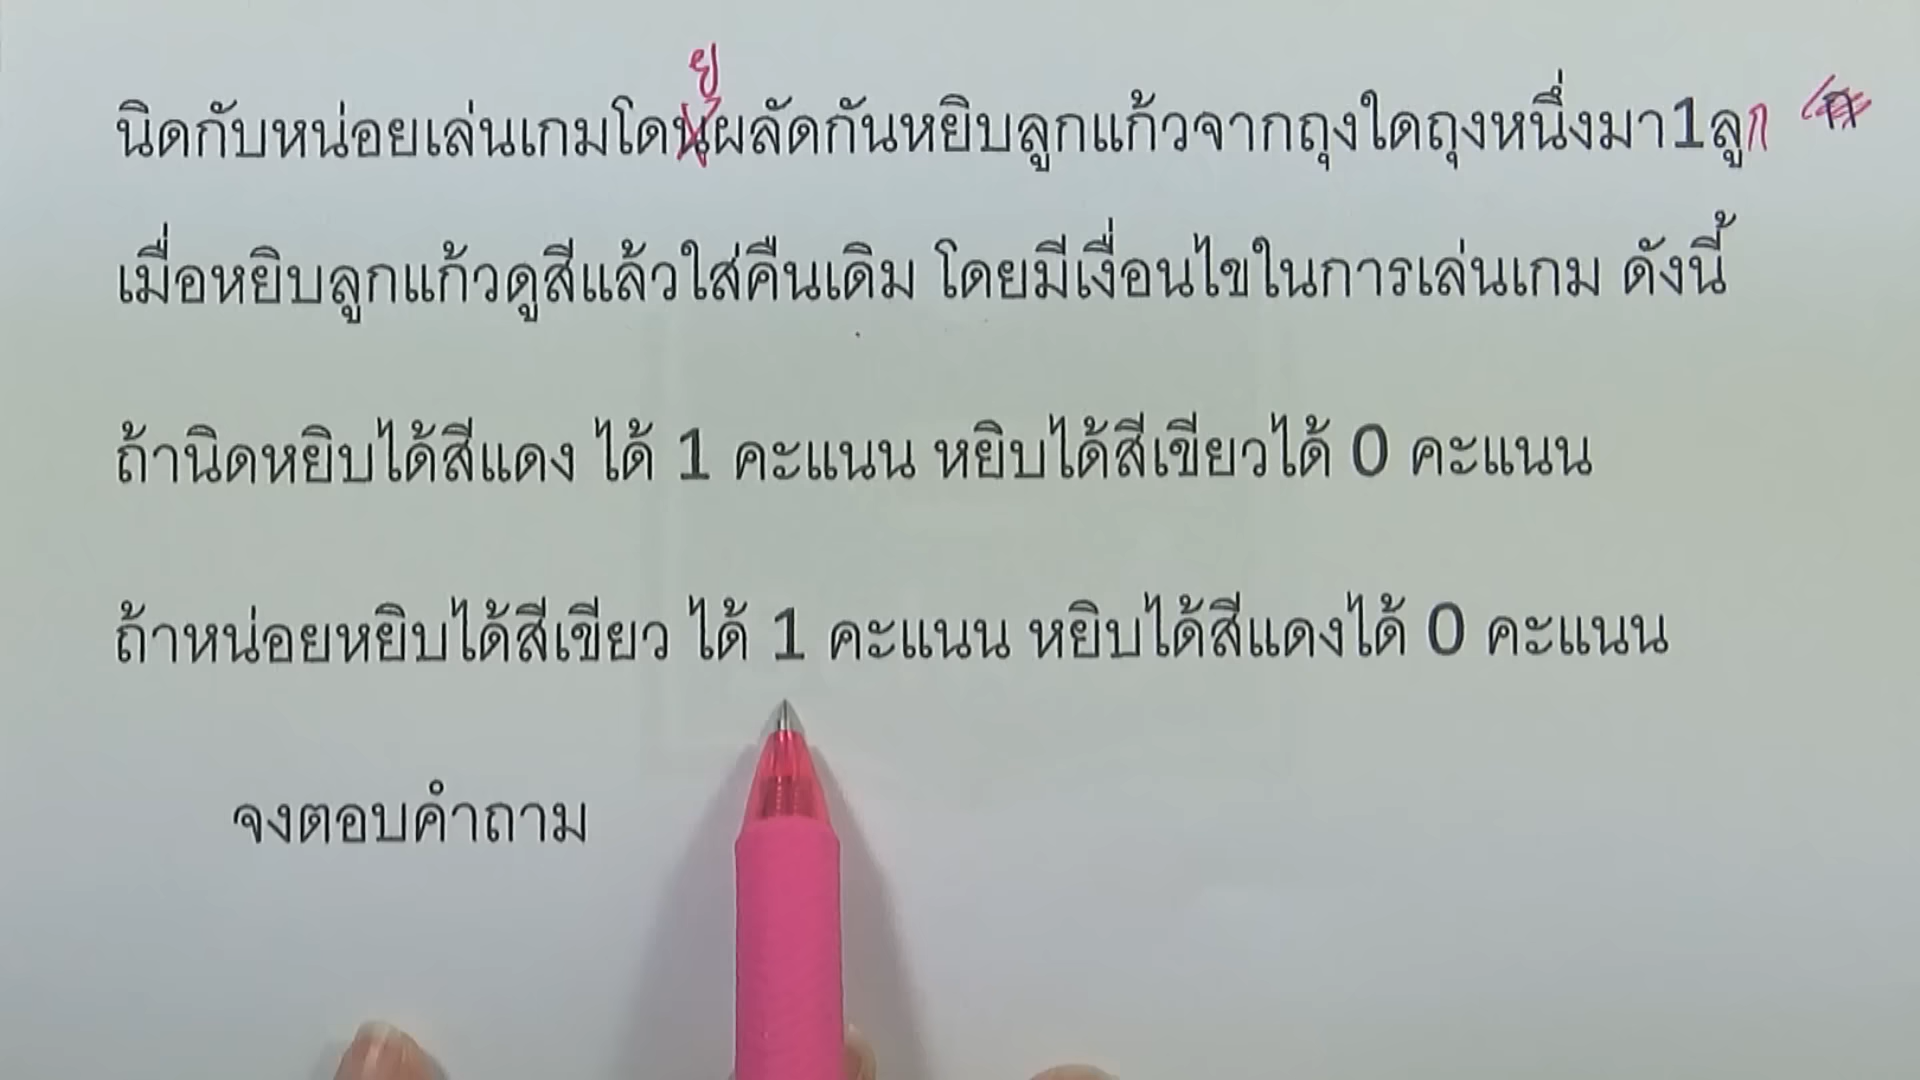 นิดกับหน่อยเล่นเกมโดยผลัดกันหยิบลูกแก้วจากถุงใดถุงหนึ่งมา1ลูก
เมื่อหยิบลูกแก้วดูสีแล้วใส่คืนเดิม โดยมีเงื่อนไขในการเล่นเกม ดังนี้
ถ้านิดหยิบได้สีแดง ได้ 1 คะแนน หยิบได้สีเขียวได้ 0 คะแนน
ถ้าหน่อยหยิบได้สีเขียว ได้ 1 คะแนน หยิบได้สีแดงได้ 0 คะแนน
จงตอบคำถาม